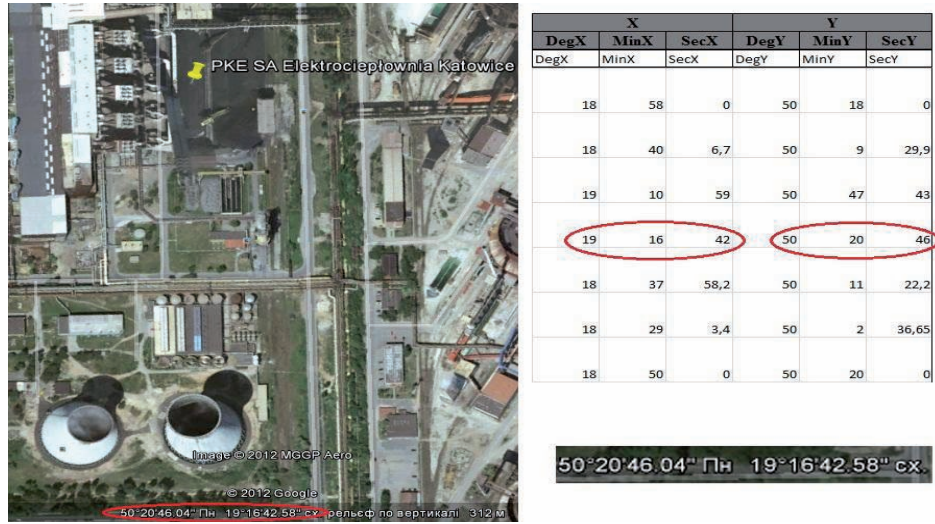 PKE SA Elektrociepłownia Katowice
Image © 2012 MGGP Aero
© 2012 Google
50°20'46.04" Пн 19°16'42.58" сх. рельєф по вертикалі 312 м
X Y
DegX MinX SecX DegY MinY SecY
DegX MinX SecX DegY MinY SecY
18 58 0 50 18 0
18 40 6,7 50 9 29,9
19 10 59 50 47 43
19 16 42 50 20 46
18 37 58,2 50 11 22,2
18 29 3,4 50 2 36,65
18 50 0 50 20 0
50°20'46.04" Пн 19°16'42.58" сх.